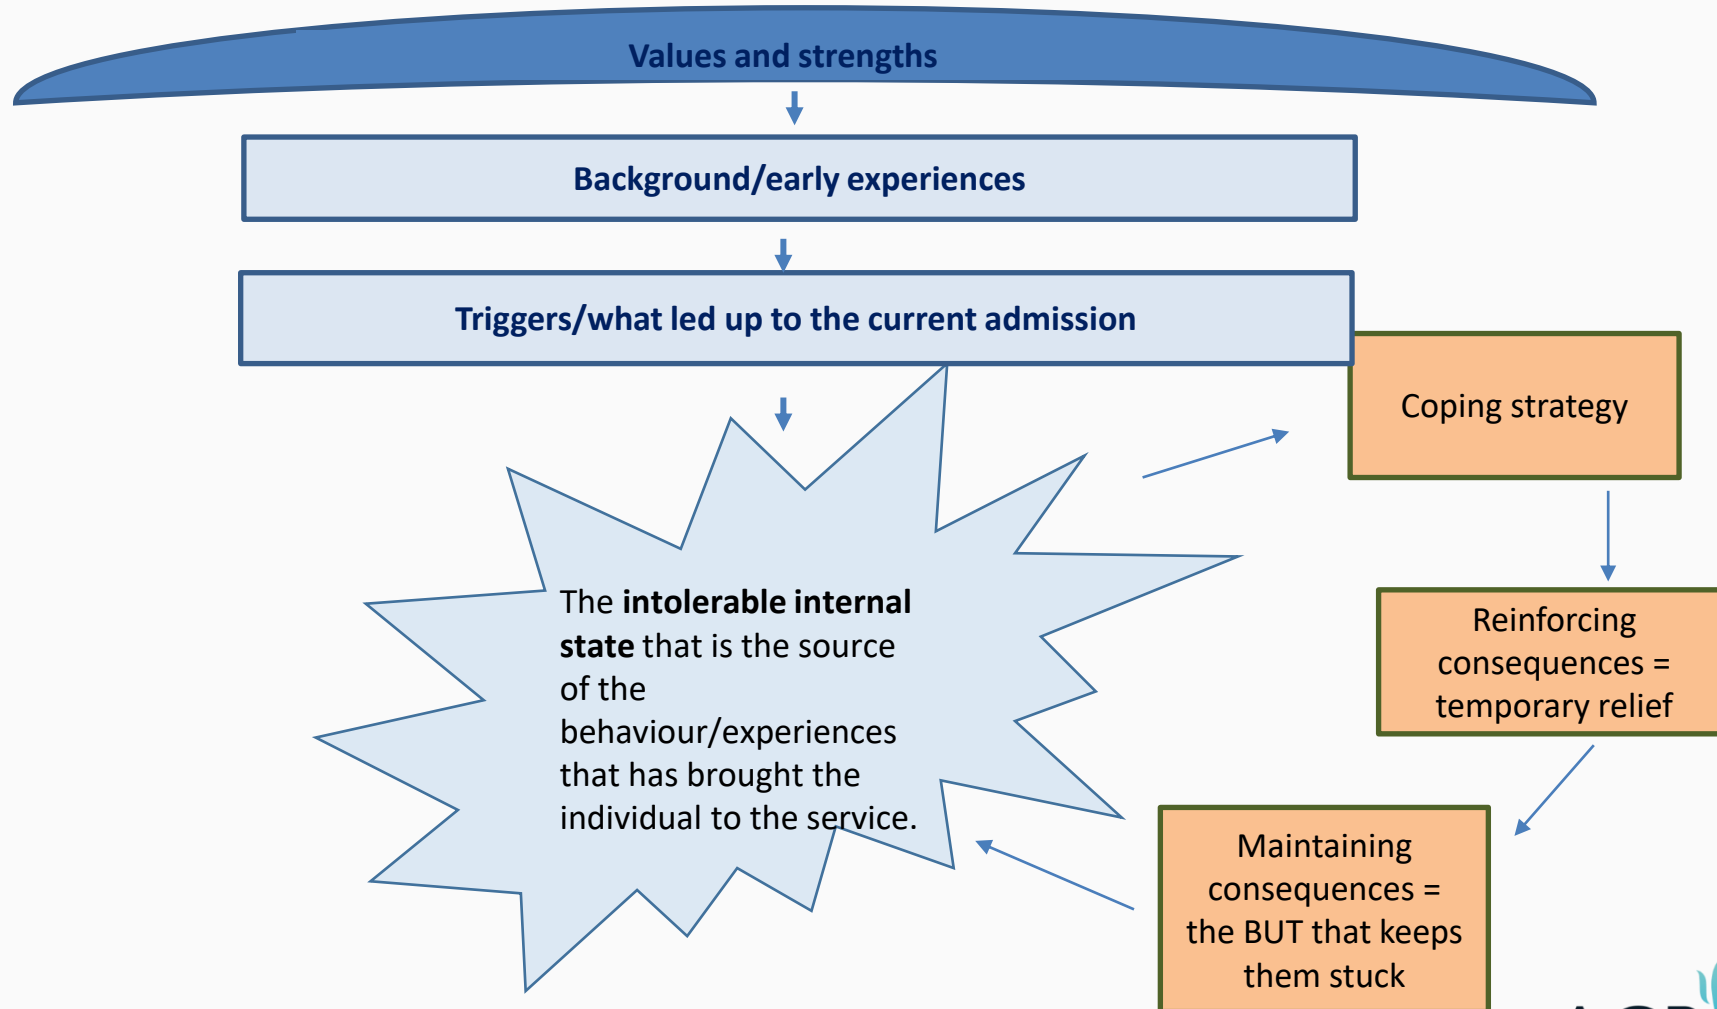 Values and strengths
Background/early experiences
Triggers/what led up to the current admission
Coping strategy
The intolerable internal
state that is the source
of the
behaviour/experiences
that has brought the
individual to the service.
Reinforcing
consequences =
temporary relief
Maintaining
consequences =
the BUT that keeps
them stuck